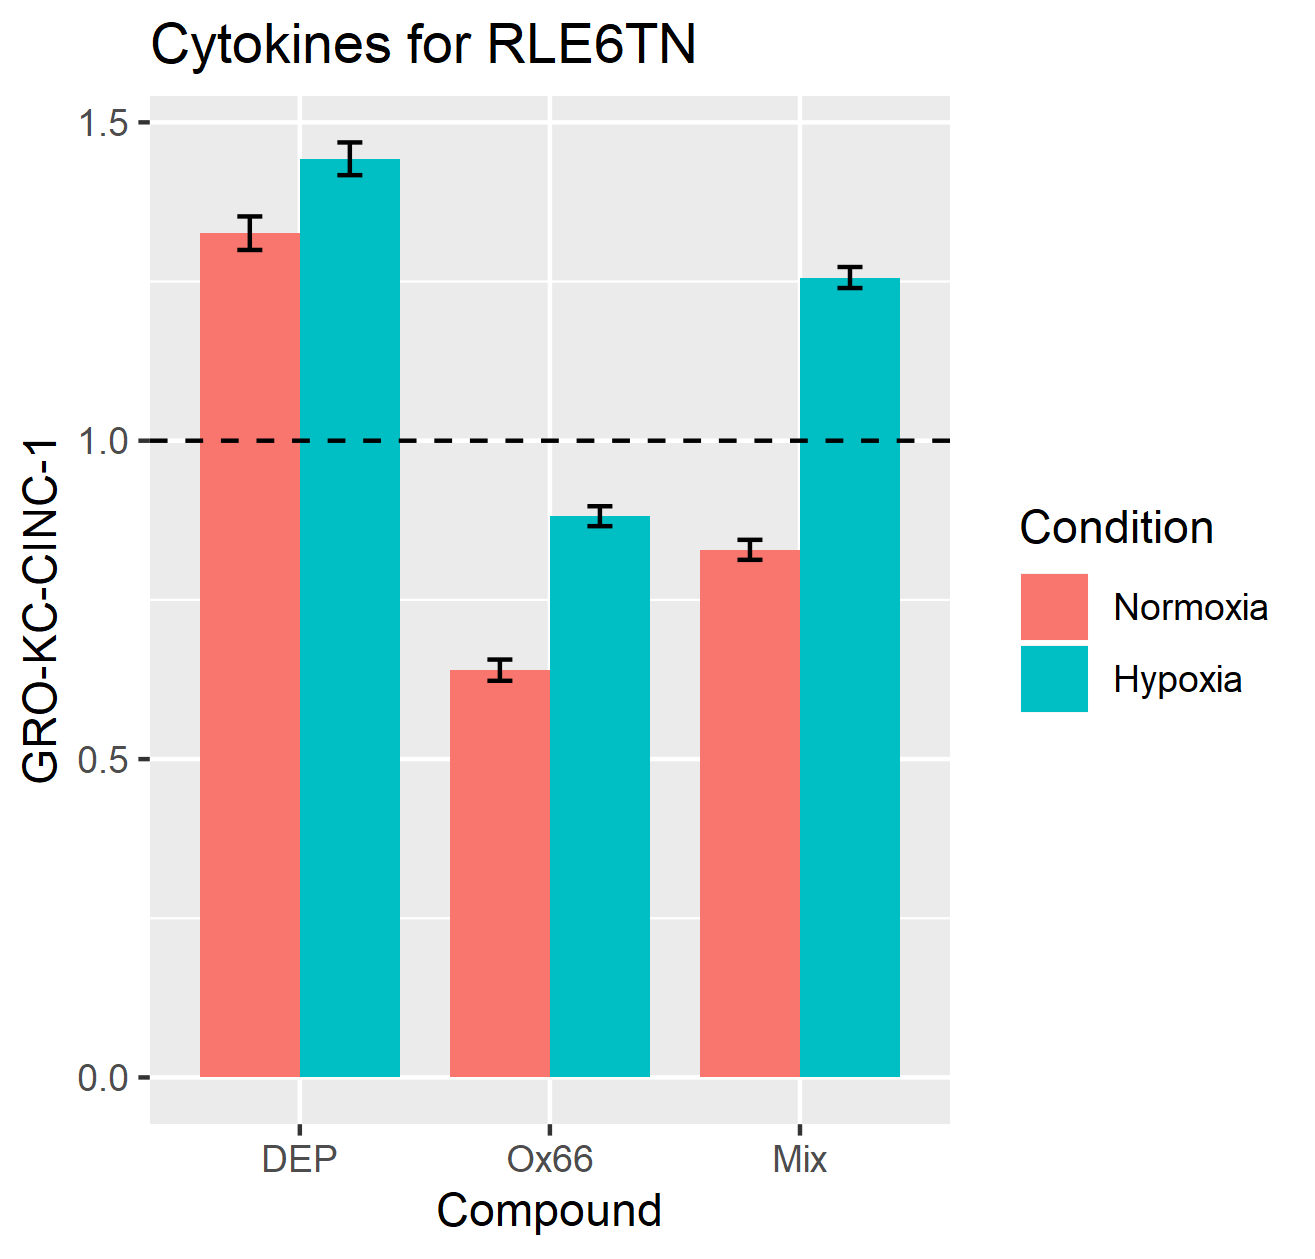 Cytokines for RLE6TN
GRO-KC-CINC-1
1.5
1.0
0.5
0.0
DEP
Ox66
Mix
Compound
Condition
Normoxia
Hypoxia